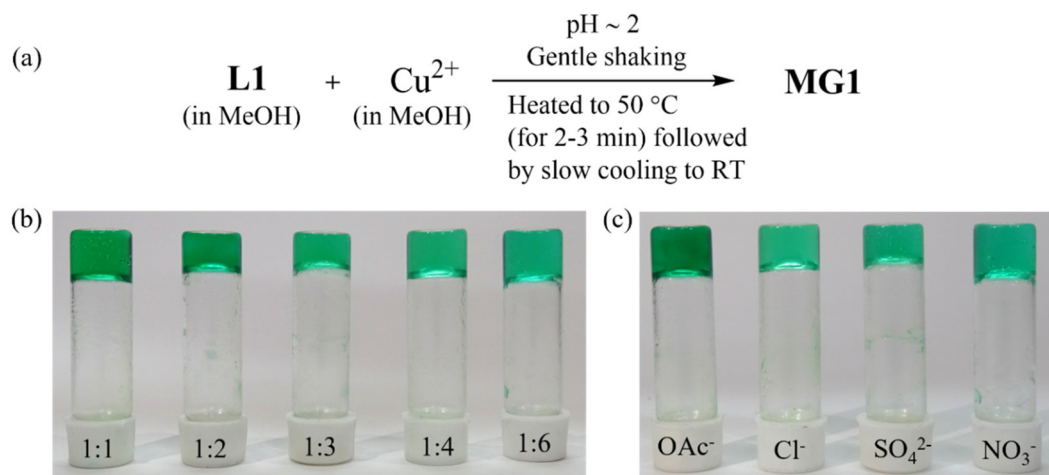 (a)
L1 + Cu²⁺ MG1
(in MeOH) (in MeOH)
pH ~ 2
Gentle shaking
Heated to 50 °C
(for 2-3 min) followed
by slow cooling to RT
(b)
1:1 1:2 1:3 1:4 1:6
(c)
OAc⁻ Cl⁻ SO₄²⁻ NO₃⁻